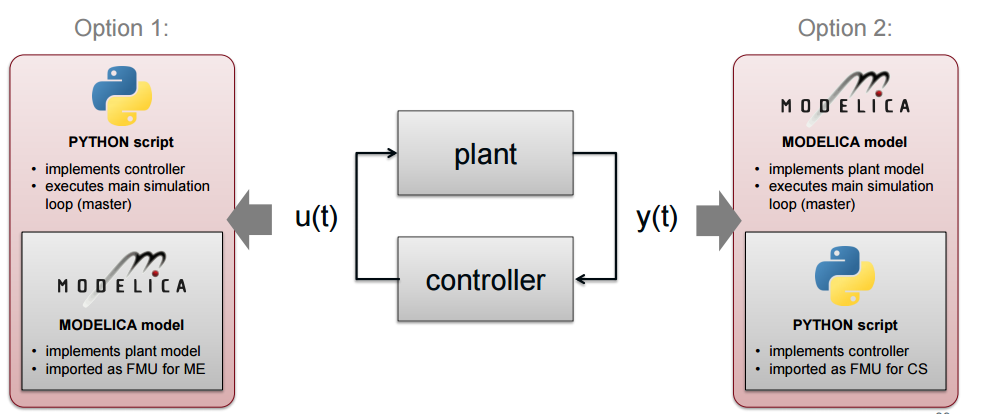 Option 1:
PYTHON script
• implements controller
• executes main simulation
loop (master)
MODELICA
MODELICA model
• implements plant model
• imported as FMU for ME
plant
u(t)
y(t)
controller
Option 2:
MODELICA
MODELICA model
• implements plant model
• executes main simulation
loop (master)
PYTHON script
• implements controller
• imported as FMU for CS